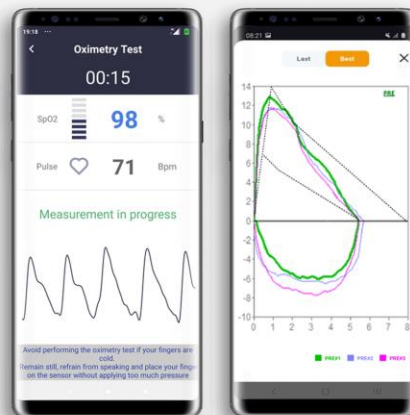 19:18
Oximetry Test
00:15
SpO2 98 %
Pulse 71 Bpm
Measurement in progress
Avoid performing the oximetry test if your fingers are
cold.
Remain still, refrain from speaking and place your finger
on the sensor without applying too much pressure
08:21
Last Best
PRE
14
12
10
8
6
4
2
0
-2
-4
-6
-8
-10
0 1 2 3 4 5 6 7 8
PRE#1 PRE#2 PRE#3